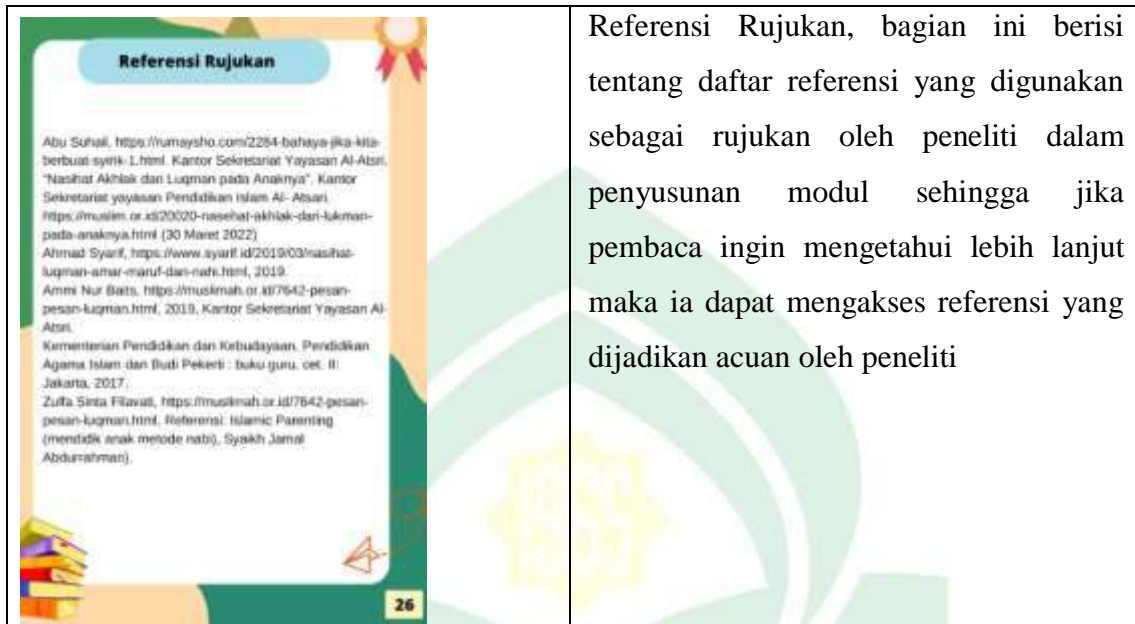 Referensi Rujukan
Abu Suhail, https://rumaysho.com/2284-bahaya-jika-kita-
berbuat-syirik-1.html. Kantor Sekretariat Yayasan Al-Atsri.
"Nasihat Akhlak dari Luqman pada Anaknya", Kantor
Sekretariat yayasan Pendidikan Islam Al- Atsari,
https://muslim.or.id/20020-nasehat-akhlak-dari-lukman-
pada-anaknya.html (30 Maret 2022)
Ahmad Syarif, https://www.syarif.id/2019/03/nasihat-
luqman-amar-maruf-dan-nahi.html, 2019.
Ammi Nur Baits, https://muslimah.or.id/7642-pesan-
pesan-luqman.html, 2019, Kantor Sekretariat Yayasan Al-
Atsri.
Kementerian Pendidikan dan Kebudayaan, Pendidikan
Agama Islam dan Budi Pekerti : buku guru, cet. II:
Jakarta, 2017.
Zulfa Sinta Filavati, https://muslimah.or.id/7642-pesan-
pesan-luqman.html, Referensi: Islamic Parenting
(mendidik anak metode nabi), Syaikh Jamal
Abdurrahman).
26
Referensi Rujukan, bagian ini berisi
tentang daftar referensi yang digunakan
sebagai rujukan oleh peneliti dalam
penyusunan modul sehingga jika
pembaca ingin mengetahui lebih lanjut
maka ia dapat mengakses referensi yang
dijadikan acuan oleh peneliti
1965